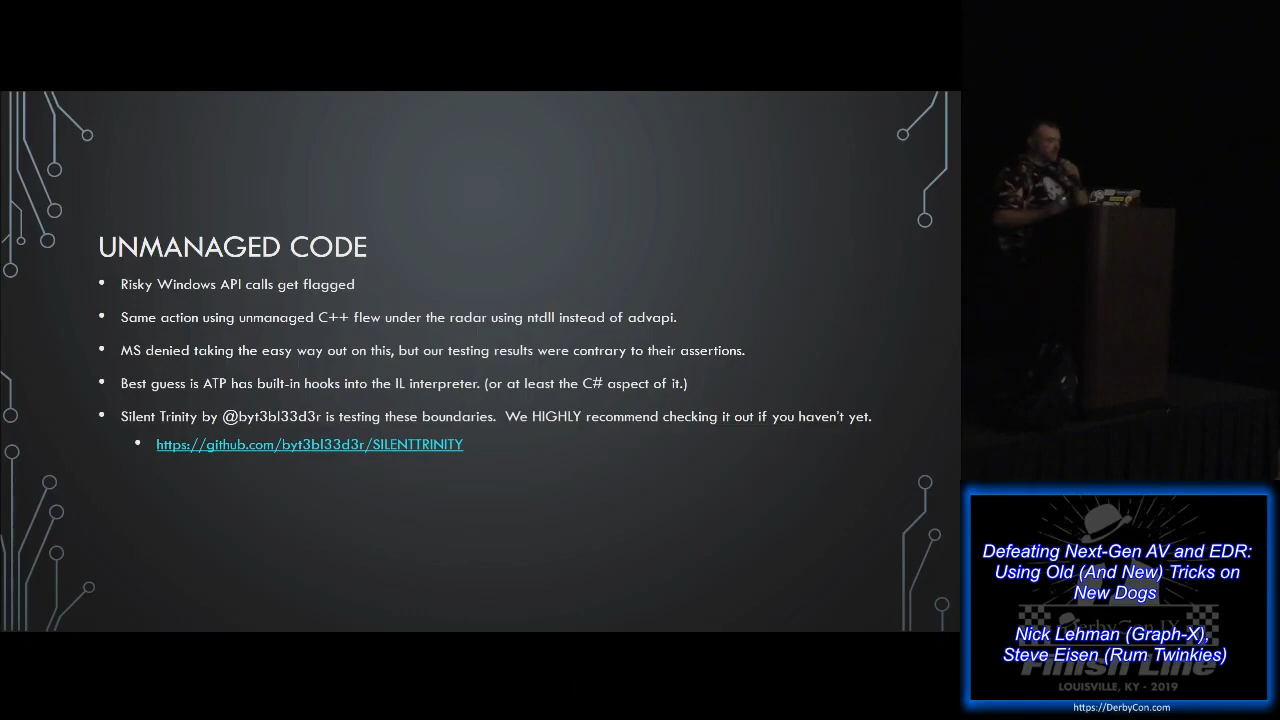 UNMANAGED CODE
• Risky Windows API calls get flagged
• Same action using unmanaged C++ flew under the radar using ntdll instead of advapi.
• MS denied taking the easy way out on this, but our testing results were contrary to their assertions.
• Best guess is ATP has built-in hooks into the IL interpreter. (or at least the C# aspect of it.)
• Silent Trinity by @byt3bl33d3r is testing these boundaries.  We HIGHLY recommend checking it out if you haven't yet.
• https://github.com/byt3bl33d3r/SILENTTRINITY
Defeating Next-Gen AV and EDR:
Using Old (And New) Tricks on
New Dogs
Nick Lehman (Graph-X),
Steve Eisen (Rum Twinkies)
DerbyCon IX
Finish Line
LOUISVILLE, KY - 2019
https://DerbyCon.com